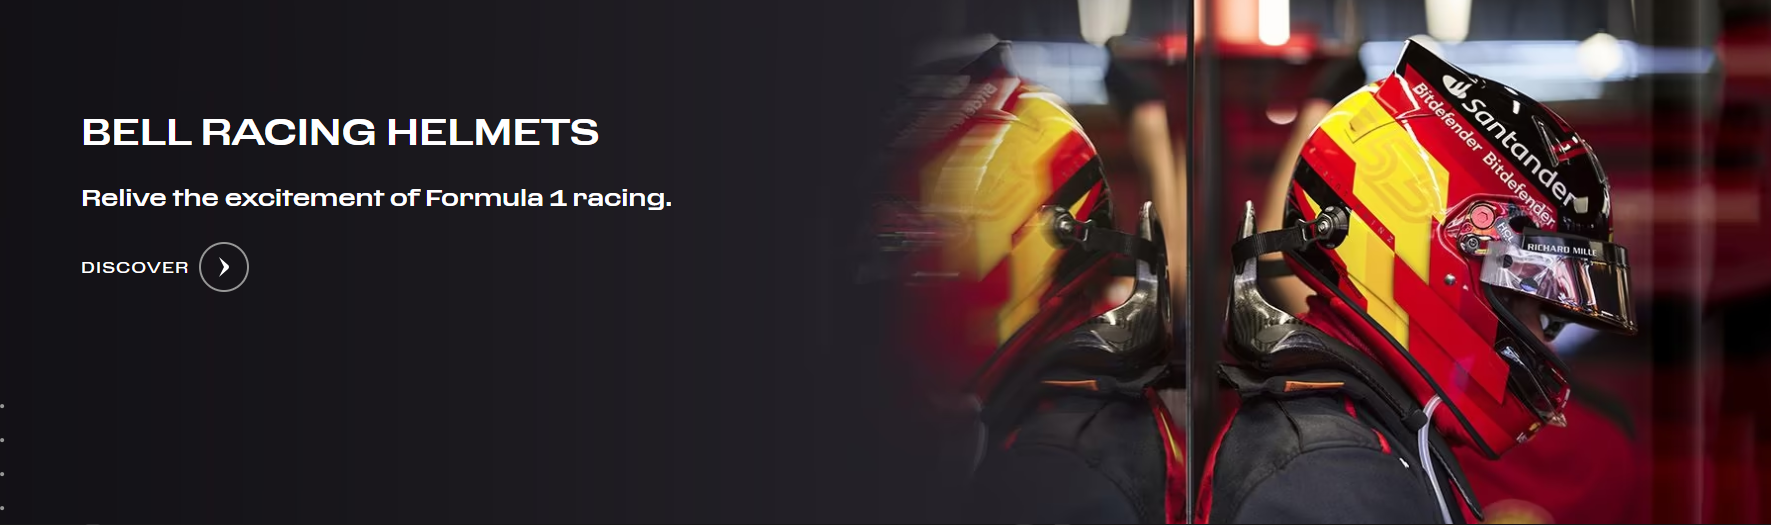 BELL RACING HELMETS
Relive the excitement of Formula 1 racing.
DISCOVER
Santander
Bitdefender Bitdefender
RICHARD MILLE